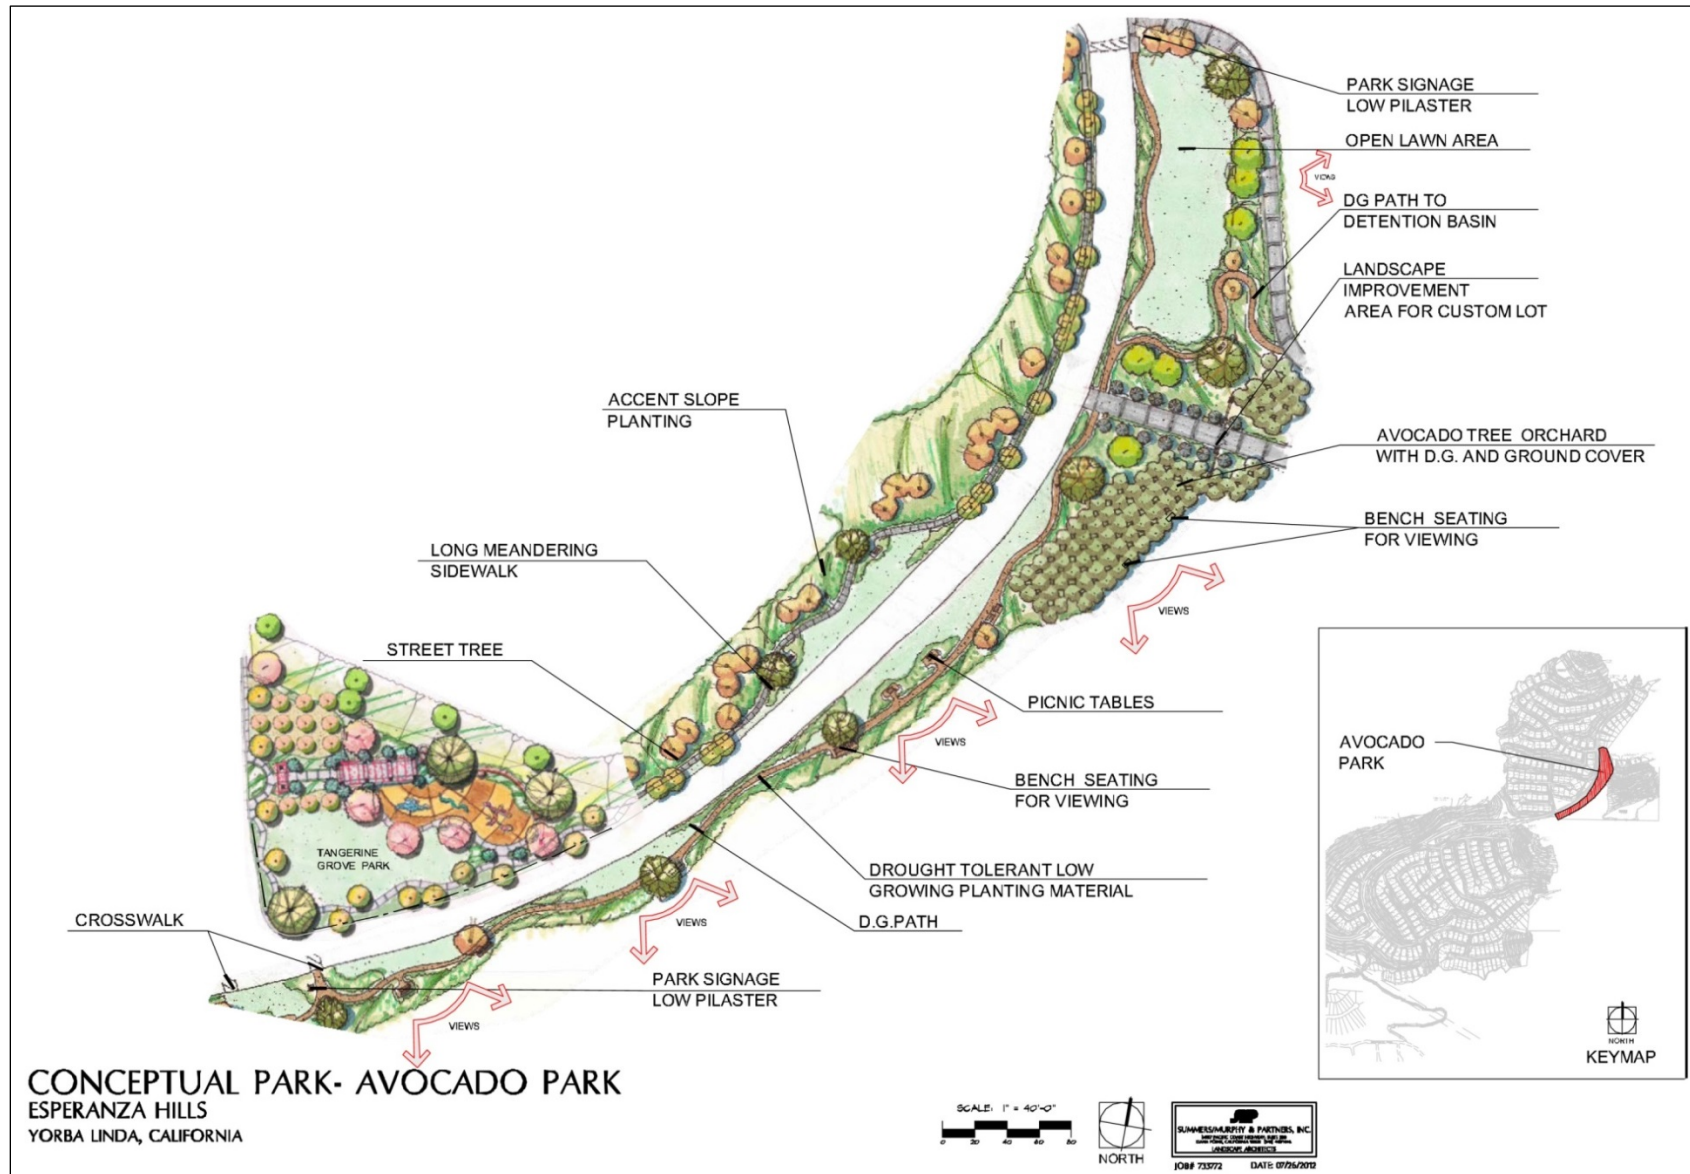 PARK SIGNAGE
LOW PILASTER
OPEN LAWN AREA
VIEWS
DG PATH TO
DETENTION BASIN
LANDSCAPE
IMPROVEMENT
AREA FOR CUSTOM LOT
ACCENT SLOPE
PLANTING
AVOCADO TREE ORCHARD
WITH D.G. AND GROUND COVER
BENCH SEATING
FOR VIEWING
LONG MEANDERING
SIDEWALK
VIEWS
STREET TREE
PICNIC TABLES
VIEWS
BENCH SEATING
FOR VIEWING
TANGERINE
GROVE PARK
DROUGHT TOLERANT LOW
GROWING PLANTING MATERIAL
CROSSWALK
VIEWS
D.G.PATH
PARK SIGNAGE
LOW PILASTER
VIEWS
AVOCADO
PARK
NORTH
KEYMAP
CONCEPTUAL PARK- AVOCADO PARK
ESPERANZA HILLS
YORBA LINDA, CALIFORNIA
SCALE: 1" = 40'-0"
0 20 40 60 80
NORTH
SUMMERS/MURPHY & PARTNERS, INC.
LANDSCAPE ARCHITECTS
JOB# 733772 DATE: 07/25/2012